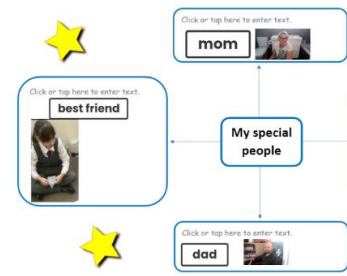 Click or tap here to enter text.
mom
Click or tap here to enter text.
best friend
My special
people
Click or tap here to enter text.
dad